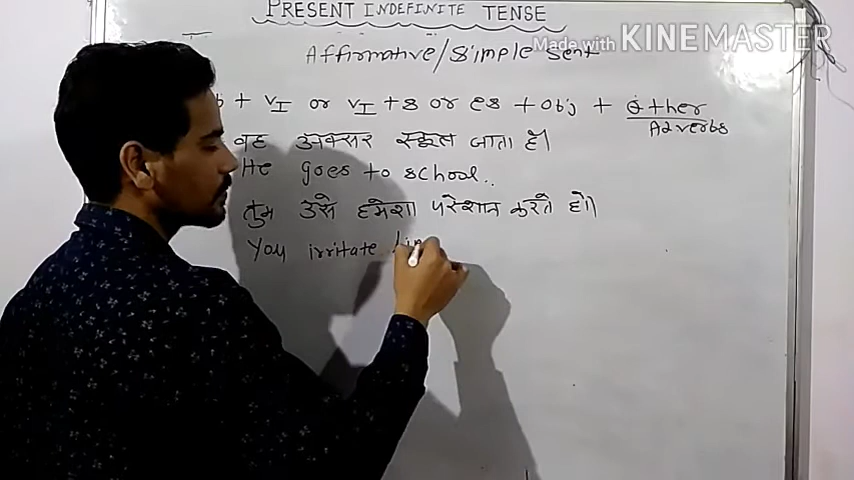 PRESENT INDEFINITE TENSE
Made with KINEMASTER
Affirmative/Simple Sent
+ VI or VI + s or es + obj + other
Adverbs
वह अक्सर स्कूल जाता है।
He goes to school..
तुम उसे हमेशा परेशान करते हो।
You irritate